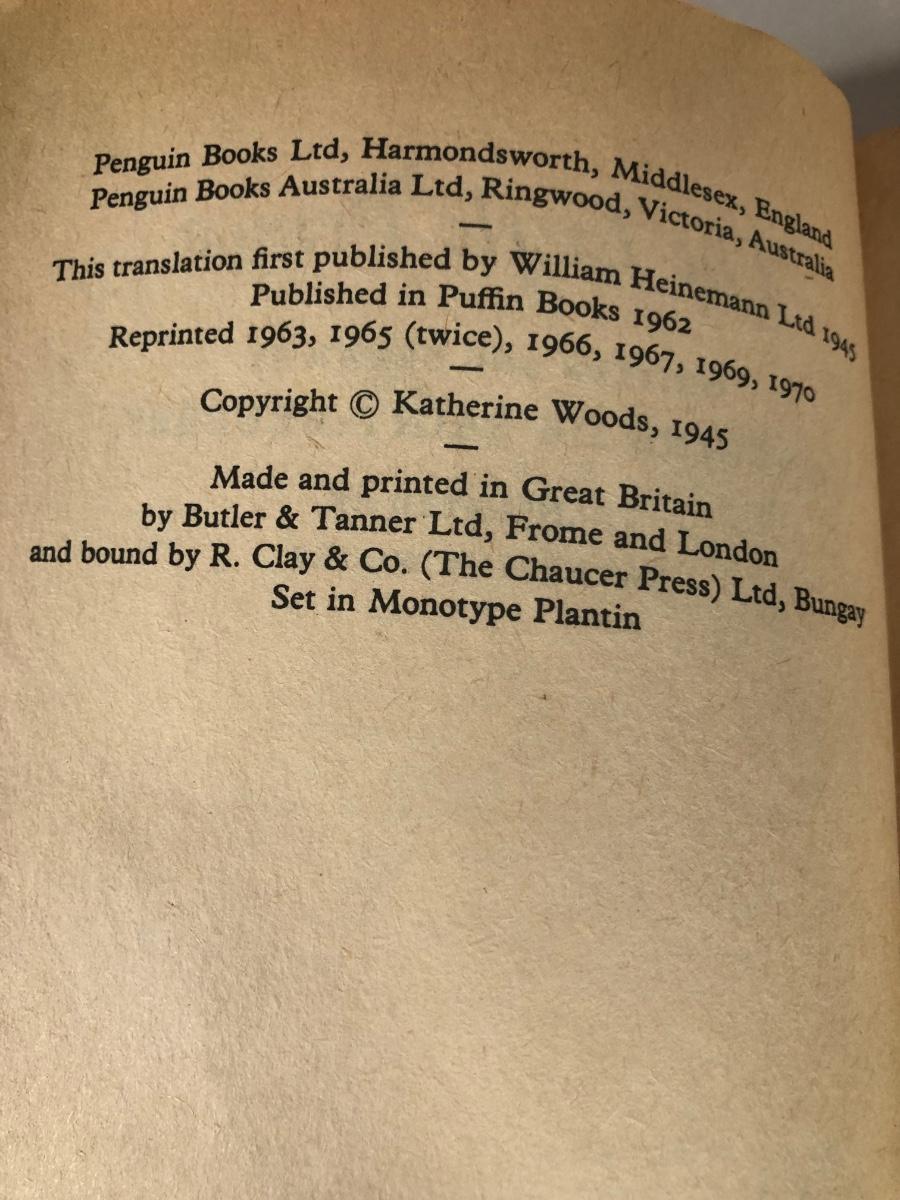 Penguin Books Ltd, Harmondsworth, Middlesex, England
Penguin Books Australia Ltd, Ringwood, Victoria, Australia
—
This translation first published by William Heinemann Ltd 1945
Published in Puffin Books 1962
Reprinted 1963, 1965 (twice), 1966, 1967, 1969, 1970
—
Copyright © Katherine Woods, 1945
—
Made and printed in Great Britain
by Butler & Tanner Ltd, Frome and London
and bound by R. Clay & Co. (The Chaucer Press) Ltd, Bungay
Set in Monotype Plantin